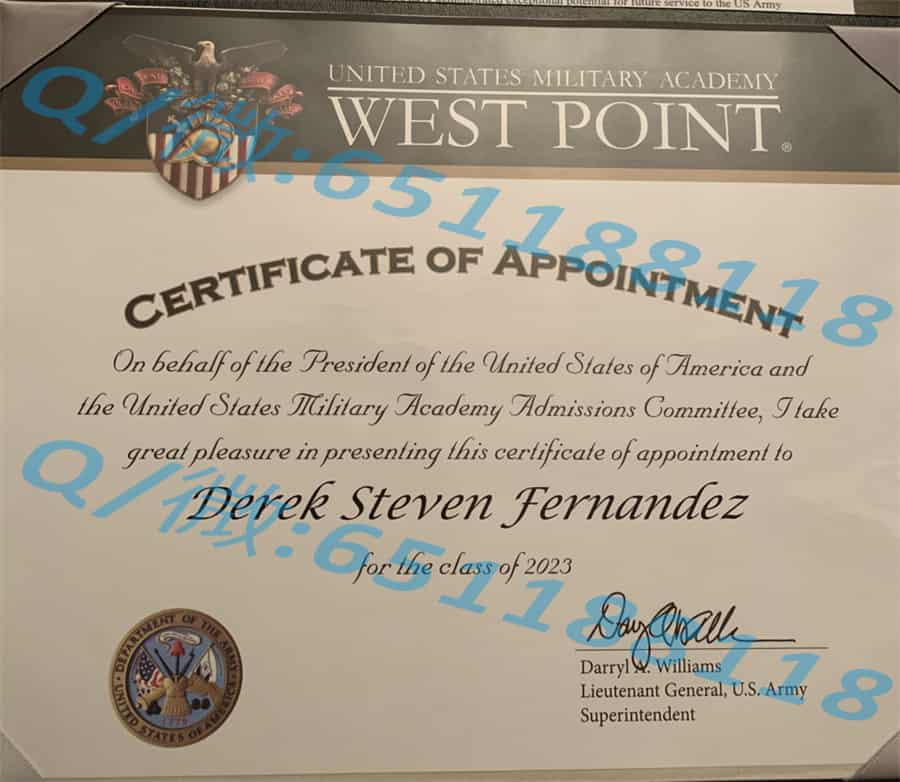 exceptional potential for future service to the US Army
UNITED STATES MILITARY ACADEMY
WEST POINT®
Q/微:65118118
CERTIFICATE OF APPOINTMENT
On behalf of the President of the United States of America and
the United States Military Academy Admissions Committee, I take
great pleasure in presenting this certificate of appointment to
Derek Steven Fernandez
Q/微:65118118
for the class of 2023
DEPARTMENT OF THE ARMY
UNITED STATES OF AMERICA
1778
Darryl A. Williams
Lieutenant General, U.S. Army
Superintendent